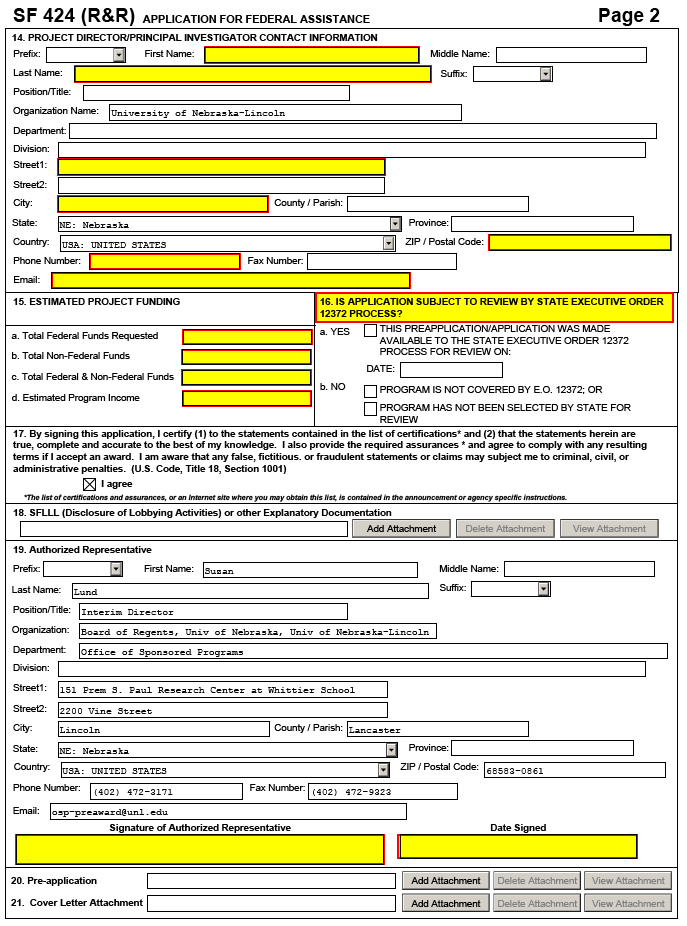 SF 424 (R&R) APPLICATION FOR FEDERAL ASSISTANCE Page 2
14. PROJECT DIRECTOR/PRINCIPAL INVESTIGATOR CONTACT INFORMATION
Prefix: First Name: Middle Name:
Last Name: Suffix:
Position/Title:
Organization Name: University of Nebraska-Lincoln
Department:
Division:
Street1:
Street2:
City: County / Parish:
State: NE: Nebraska Province:
Country: USA: UNITED STATES ZIP / Postal Code:
Phone Number: Fax Number:
Email:
15. ESTIMATED PROJECT FUNDING
a. Total Federal Funds Requested
b. Total Non-Federal Funds
c. Total Federal & Non-Federal Funds
d. Estimated Program Income
16. IS APPLICATION SUBJECT TO REVIEW BY STATE EXECUTIVE ORDER
12372 PROCESS?
a. YES THIS PREAPPLICATION/APPLICATION WAS MADE
AVAILABLE TO THE STATE EXECUTIVE ORDER 12372
PROCESS FOR REVIEW ON:
DATE:
b. NO PROGRAM IS NOT COVERED BY E.O. 12372; OR
PROGRAM HAS NOT BEEN SELECTED BY STATE FOR
REVIEW
17. By signing this application, I certify (1) to the statements contained in the list of certifications* and (2) that the statements herein are
true, complete and accurate to the best of my knowledge. I also provide the required assurances * and agree to comply with any resulting
terms if I accept an award. I am aware that any false, fictitious. or fraudulent statements or claims may subject me to criminal, civil, or
administrative penalties. (U.S. Code, Title 18, Section 1001)
I agree
*The list of certifications and assurances, or an Internet site where you may obtain this list, is contained in the announcement or agency specific instructions.
18. SFLLL (Disclosure of Lobbying Activities) or other Explanatory Documentation
Add Attachment Delete Attachment View Attachment
19. Authorized Representative
Prefix: First Name: Suzan Middle Name:
Last Name: Lund Suffix:
Position/Title: Interim Director
Organization: Board of Regents, Univ of Nebraska, Univ of Nebraska-Lincoln
Department: Office of Sponsored Programs
Division:
Street1: 151 Prem S. Paul Research Center at Whittier School
Street2: 2200 Vine Street
City: Lincoln County / Parish: Lancaster
State: NE: Nebraska Province:
Country: USA: UNITED STATES ZIP / Postal Code: 68583-0861
Phone Number: (402) 472-3171 Fax Number: (402) 472-9323
Email: osp-preaward@unl.edu
Signature of Authorized Representative Date Signed
20. Pre-application Add Attachment Delete Attachment View Attachment
21. Cover Letter Attachment Add Attachment Delete Attachment View Attachment